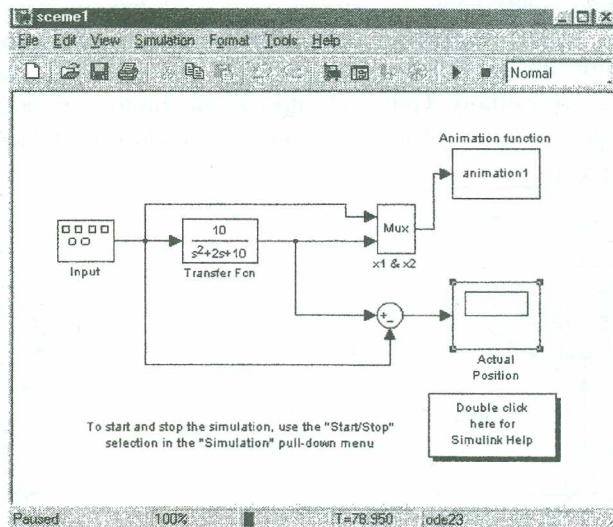 sceme1
File Edit View Simulation Format Tools Help
Normal
Animation function
animation1
Mux
x1 & x2
Input
10
s²+2s+10
Transfer Fcn
+
-
Actual
Position
To start and stop the simulation, use the "Start/Stop"
selection in the "Simulation" pull-down menu
Double click
here for
Simulink Help
Paused 100% T=78.950 ode23